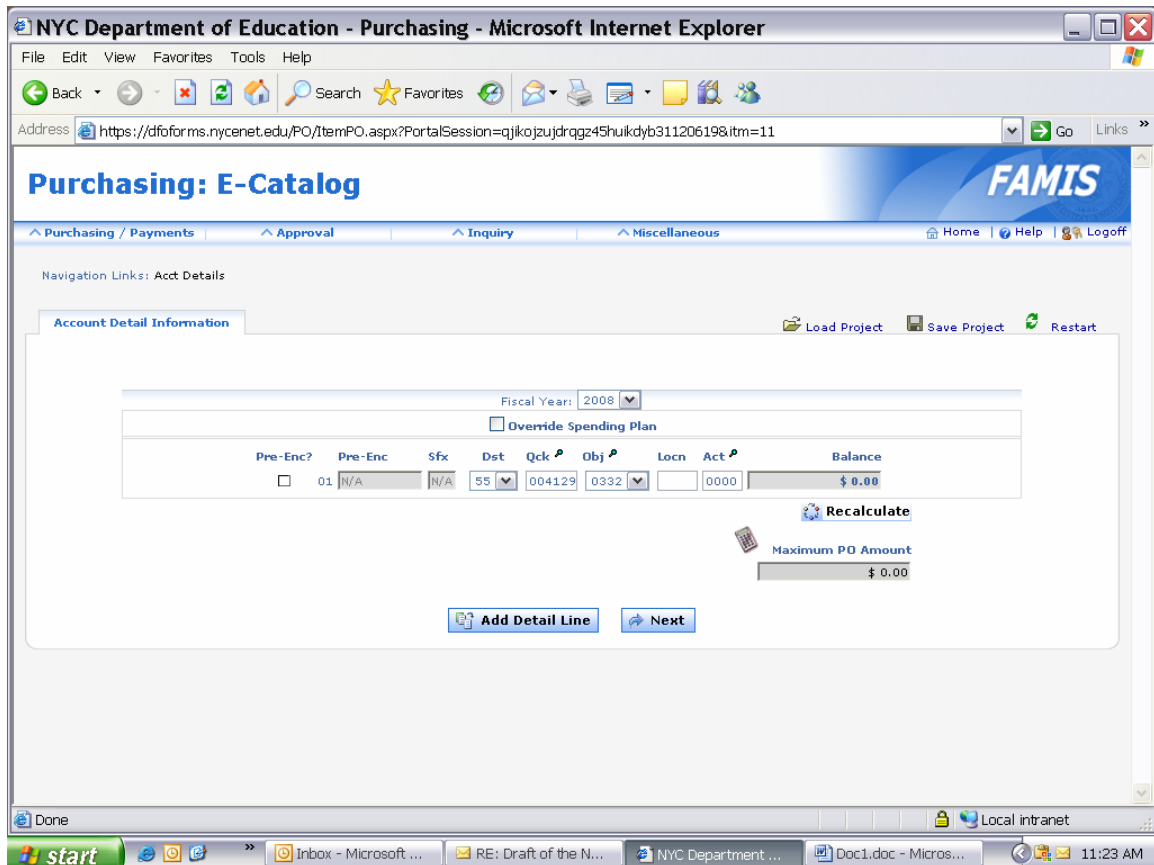 NYC Department of Education - Purchasing - Microsoft Internet Explorer
File Edit View Favorites Tools Help
Back Search Favorites
Address https://dfoforms.nycenet.edu/PO/ItemPO.aspx?PortalSession=qjikojzujdrqgz45huikdyb31120619&itm=11 Go Links »
Purchasing: E-Catalog FAMIS
Purchasing / Payments Approval Inquiry Miscellaneous Home | Help | Logoff
Navigation Links: Acct Details
Account Detail Information Load Project Save Project Restart
Fiscal Year: 2008
Override Spending Plan
Pre-Enc? Pre-Enc Sfx Dst Qck Obj Locn Act Balance
01 N/A N/A 55 004129 0332 0000 $ 0.00
Recalculate
Maximum PO Amount
$ 0.00
Add Detail Line Next
Done Local intranet
start » Inbox - Microsoft ... RE: Draft of the N... NYC Department ... Doc1.doc - Micros... 11:23 AM